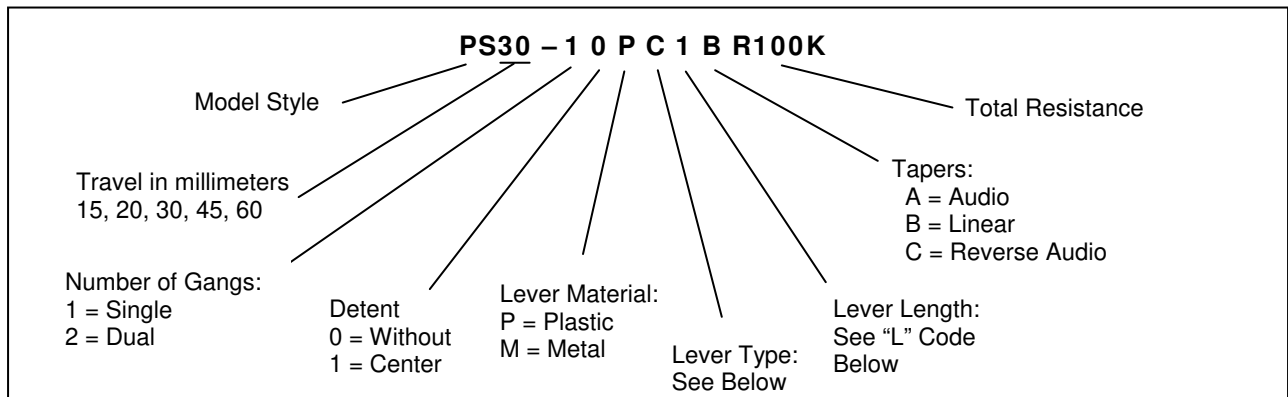 PS30 – 1 0 P C 1 B R100K
Model Style
Total Resistance
Travel in millimeters
15, 20, 30, 45, 60
Tapers:
A = Audio
B = Linear
C = Reverse Audio
Number of Gangs:
1 = Single
2 = Dual
Detent
0 = Without
1 = Center
Lever Material:
P = Plastic
M = Metal
Lever Type:
See Below
Lever Length:
See “L” Code
Below